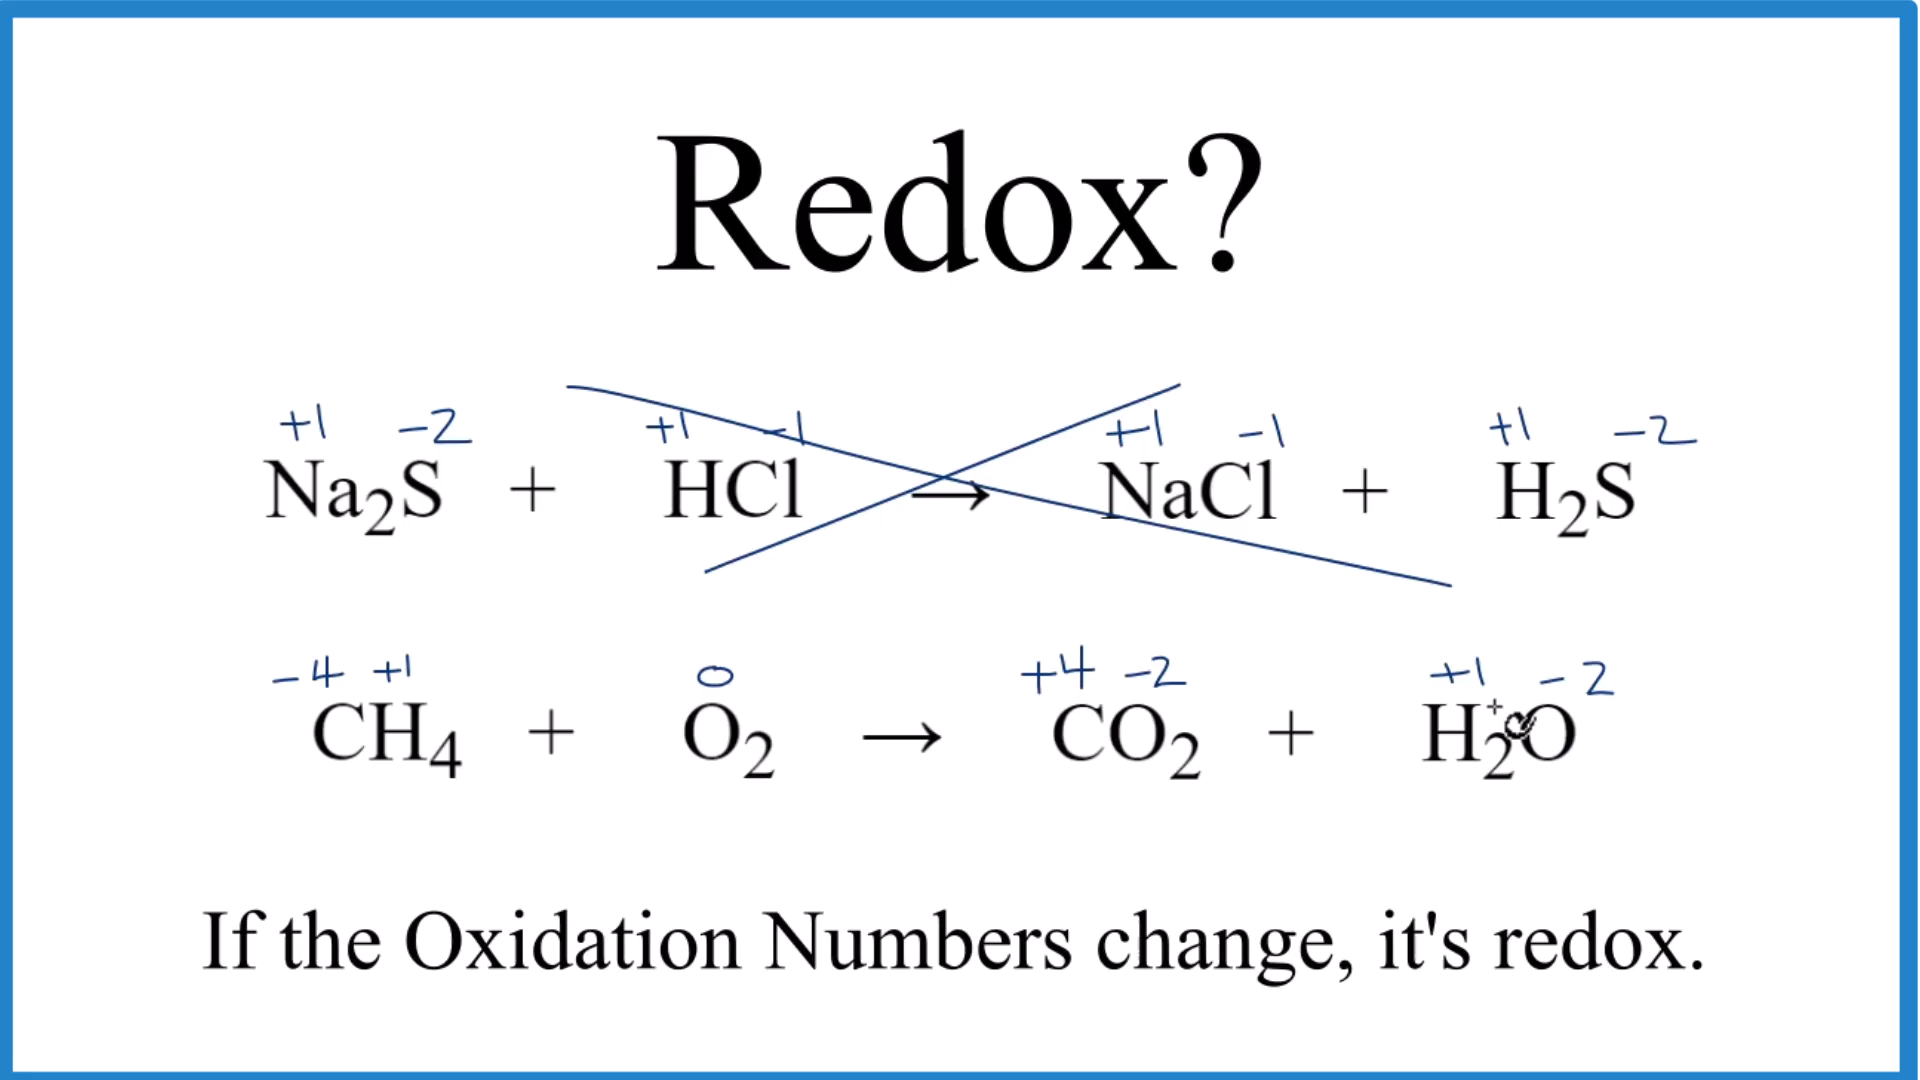 Redox?
+1 -2 +1 -1 +1 -1 +1 -2
Na₂S + HCl → NaCl + H₂S
-4 +1 0 +4 -2 +1 -2
CH₄ + O₂ → CO₂ + H₂O
If the Oxidation Numbers change, it's redox.